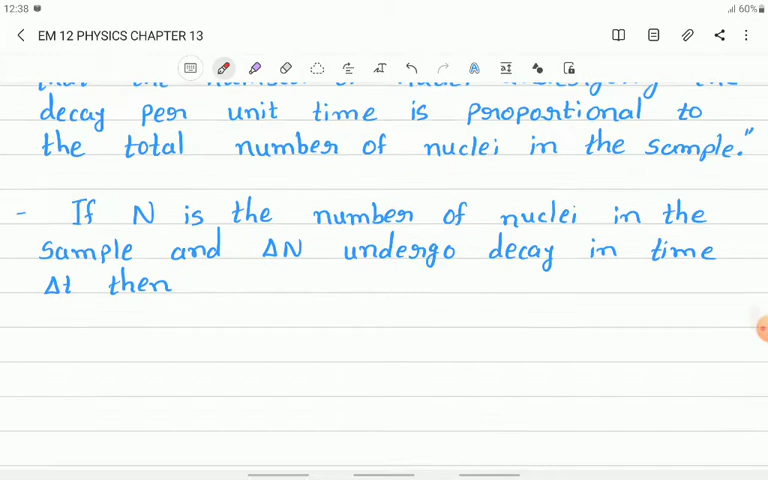 12:38
60%
EM 12 PHYSICS CHAPTER 13
decay per unit time is proportional to
the total number of nuclei in the sample."
- If N is the number of nuclei in the
sample and ΔN undergo decay in time
Δt then